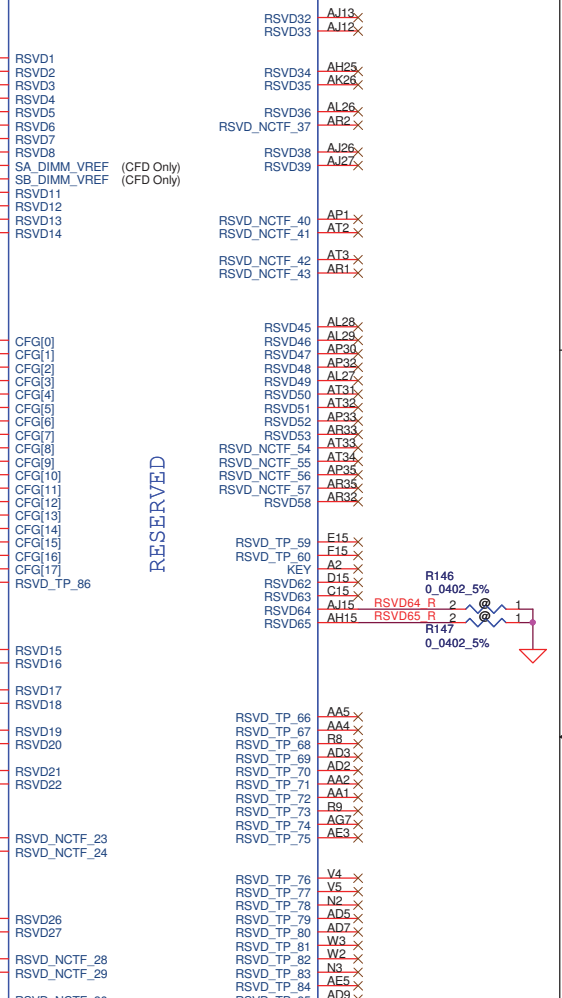 RSVD32 AJ13
RSVD33 AJ12
RSVD1
RSVD2 RSVD34 AH25
RSVD3 RSVD35 AK26
RSVD4
RSVD5 RSVD36 AL26
RSVD6 RSVD_NCTF_37 AR2
RSVD7
RSVD8 RSVD38 AJ26
SA_DIMM_VREF (CFD Only) RSVD39 AJ27
SB_DIMM_VREF (CFD Only)
RSVD11
RSVD12
RSVD13 RSVD_NCTF_40 AP1
RSVD14 RSVD_NCTF_41 AT2
RSVD_NCTF_42 AT3
RSVD_NCTF_43 AR1
RSVD45 AL28
CFG[0] RSVD46 AL29
CFG[1] RSVD47 AP30
CFG[2] RSVD48 AP32
CFG[3] RSVD49 AL27
CFG[4] RSVD50 AT31
CFG[5] RSVD51 AT32
CFG[6] RSVD52 AP33
CFG[7] RSVD53 AR33
CFG[8] RSVD_NCTF_54 AT33
CFG[9] RSVD_NCTF_55 AT34
CFG[10] RSVD_NCTF_56 AP35
CFG[11] RSVD_NCTF_57 AR35
CFG[12] RSVD58 AR32
CFG[13]
CFG[14]
CFG[15] RSVD_TP_59 E15
CFG[16] RSVD_TP_60 F15
CFG[17] KEY A2
RSVD_TP_86 RSVD62 D15
RSVD63 C15
RESERVED
R146
0_0402_5%
RSVD64 AJ15 RSVD64_R 2 @ 1
RSVD65 AH15 RSVD65_R 2 @ 1
R147
0_0402_5%
RSVD15
RSVD16
RSVD17
RSVD18
RSVD_TP_66 AA5
RSVD19 RSVD_TP_67 AA4
RSVD20 RSVD_TP_68 R8
RSVD_TP_69 AD3
RSVD21 RSVD_TP_70 AD2
RSVD22 RSVD_TP_71 AA2
RSVD_TP_72 AA1
RSVD_TP_73 R9
RSVD_TP_74 AG7
RSVD_NCTF_23 RSVD_TP_75 AE3
RSVD_NCTF_24
RSVD_TP_76 V4
RSVD_TP_77 V5
RSVD_TP_78 N2
RSVD26 RSVD_TP_79 AD5
RSVD27 RSVD_TP_80 AD7
RSVD_TP_81 W3
RSVD_NCTF_28 RSVD_TP_82 W2
RSVD_NCTF_29 RSVD_TP_83 N3
RSVD_TP_84 AE5
AD9